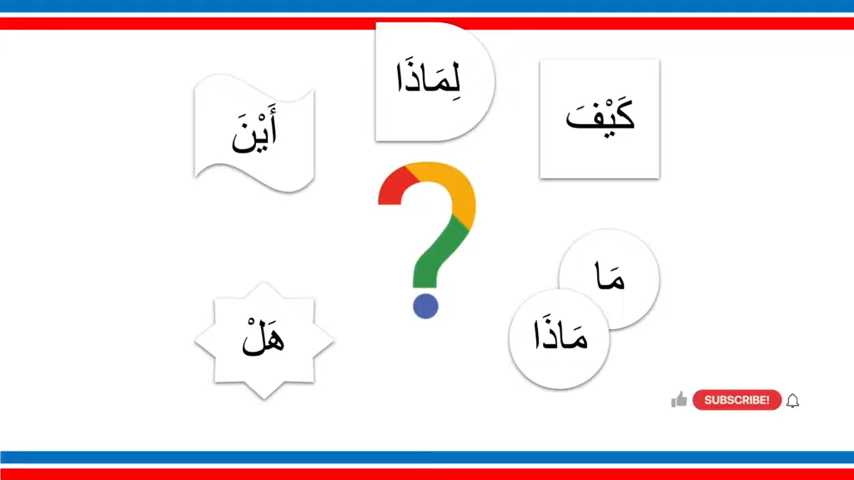 لِمَاذَا
كَيْفَ
أَيْنَ
?
مَا
مَاذَا
هَلْ
SUBSCRIBE!